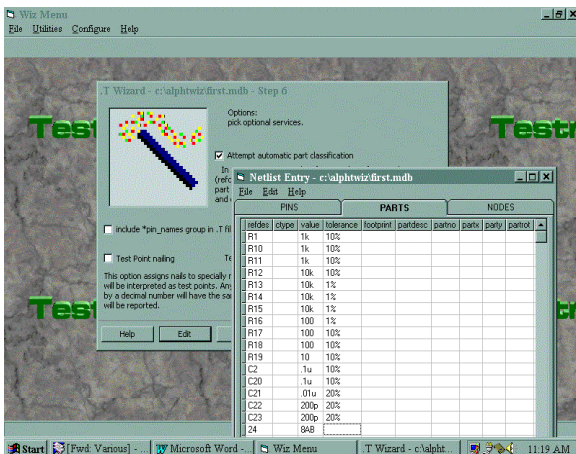 Wiz Menu
File Utilities Configure Help
.T Wizard - c:\alphtwiz\first.mdb - Step 6
Options:
pick optional services.
Attempt automatic part classification
In
(refc
part
and
include *pin_names group in .T fil
Test Point nailing
Te
This option assigns nails to specially
will be interpreted as test points. Any
by a decimal number will have the sa
will be reported.
Help Edit
Netlist Entry - c:\alphtwiz\first.mdb
File Edit Help
PINS PARTS NODES
refdes ctype value tolerance footprint partdesc partno partx party partrot
R1 1k 10%
R10 1k 10%
R11 1k 10%
R12 10k 10%
R13 10k 1%
R14 10k 1%
R15 10k 1%
R16 100 1%
R17 100 10%
R18 100 10%
R19 10 10%
C2 .1u 10%
C20 .1u 10%
C21 .01u 20%
C22 200p 20%
C23 200p 20%
24 8AB
Start [Fwd: Various] - ... Microsoft Word - ... Wiz Menu .T Wizard - c:\alpht... 11:19 AM